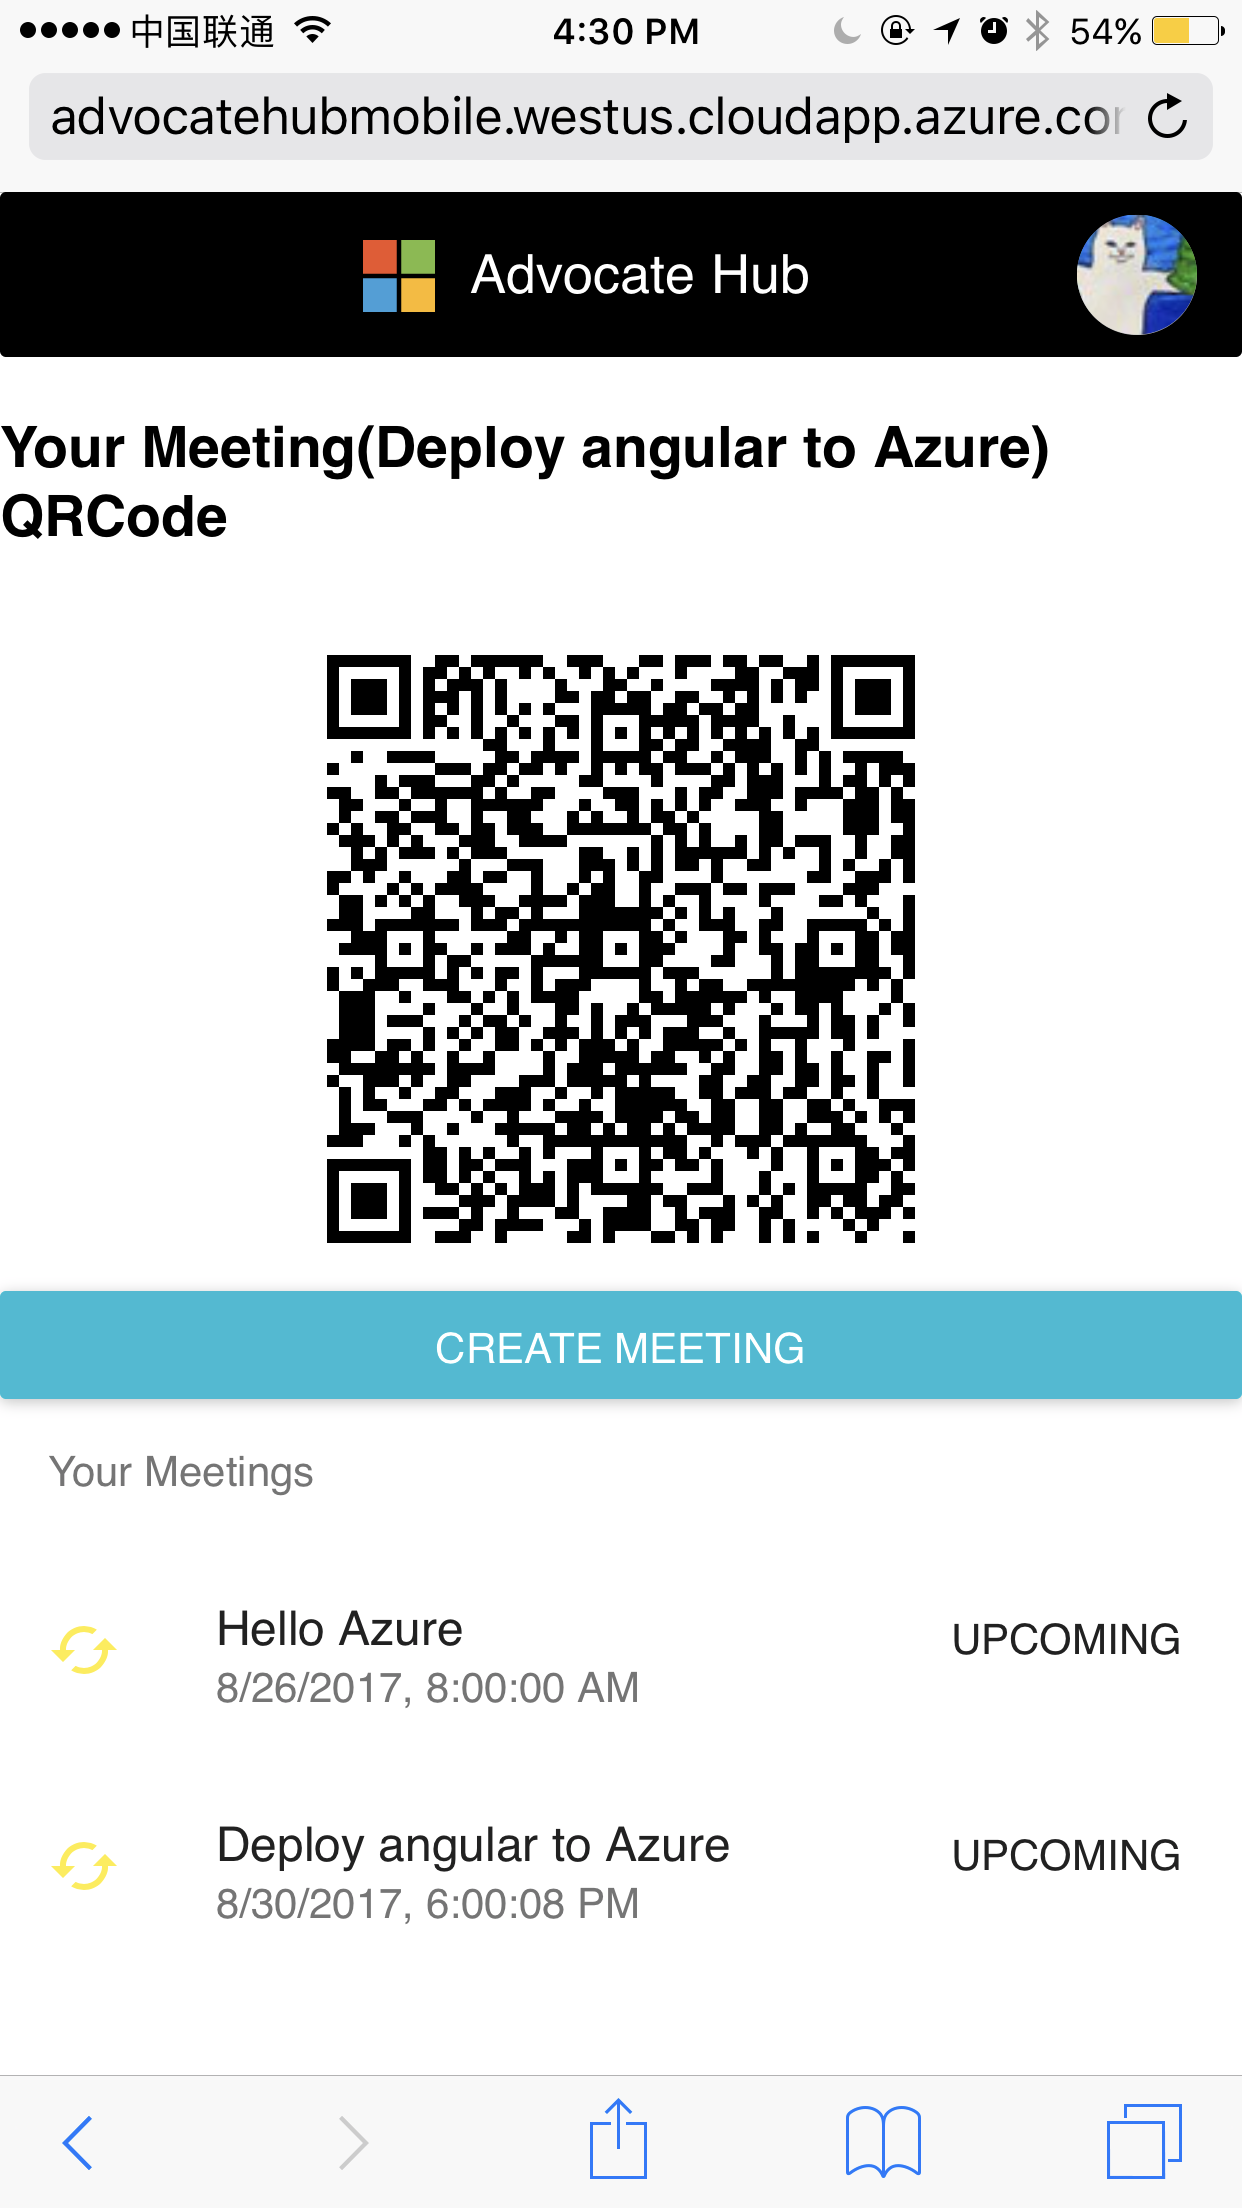 中国联通
4:30 PM
54%
advocatehubmobile.westus.cloudapp.azure.co
Advocate Hub
Your Meeting(Deploy angular to Azure)
QRCode
CREATE MEETING
Your Meetings
Hello Azure
UPCOMING
8/26/2017, 8:00:00 AM
Deploy angular to Azure
UPCOMING
8/30/2017, 6:00:08 PM